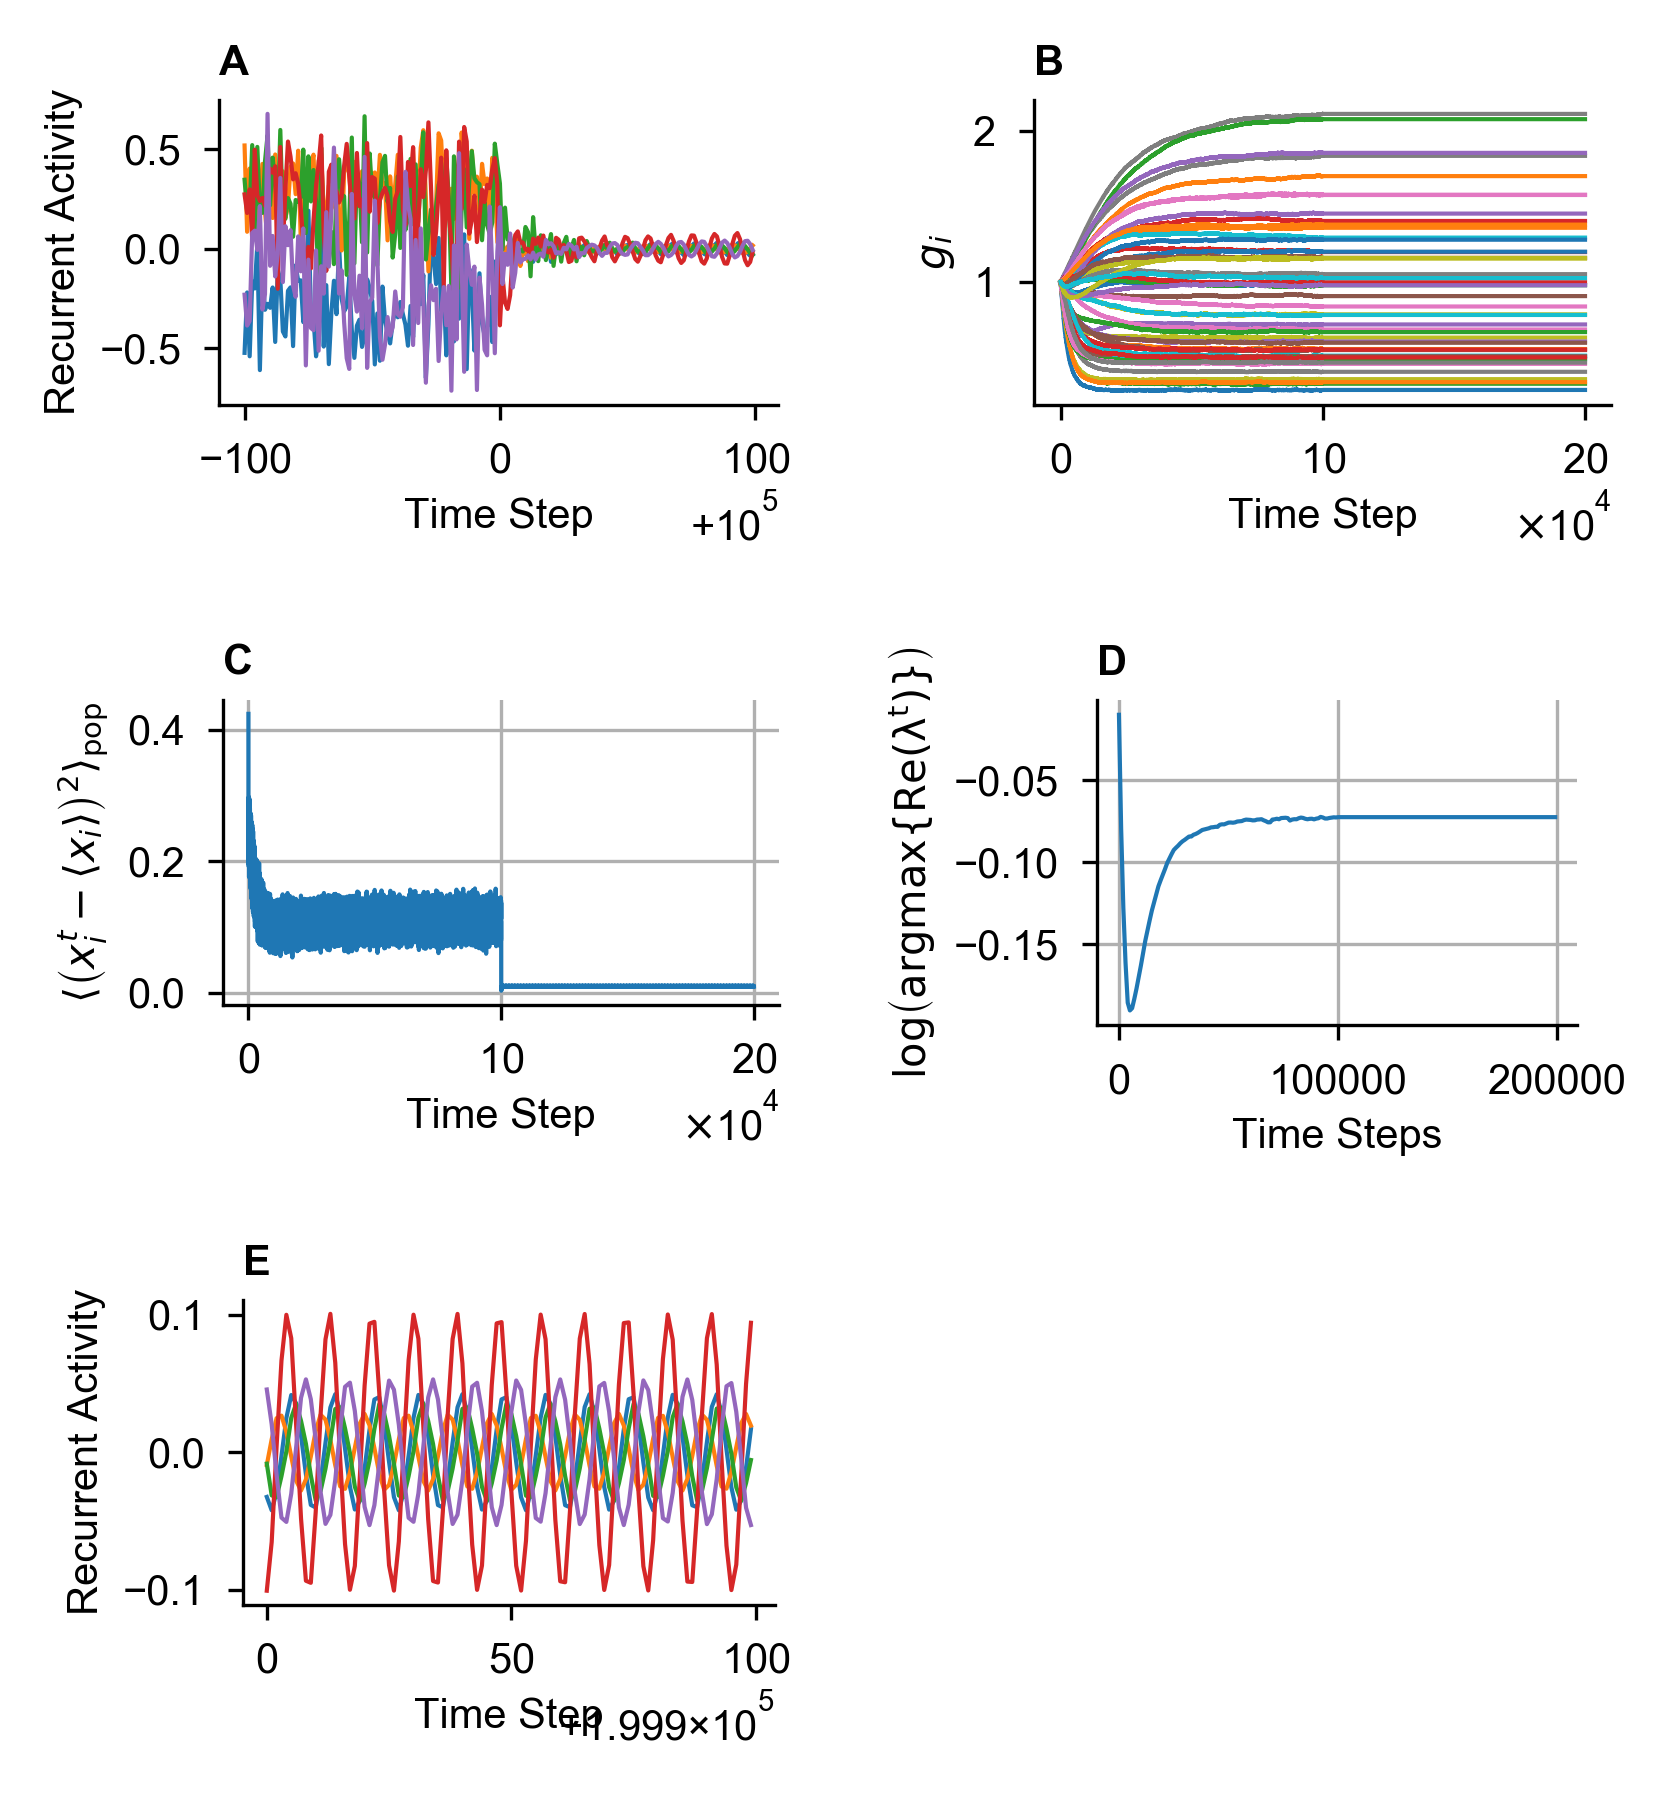 A
Recurrent Activity
0.5
0.0
−0.5
−100
0
100
Time Step
+10⁵
B
gᵢ
2
1
0
10
20
Time Step
×10⁴
C
⟨(xᵢᵗ − ⟨xᵢ⟩)²⟩pop
0.4
0.2
0.0
0
10
20
Time Step
×10⁴
D
log(argmax{Re(λᵗ)})
−0.05
−0.10
−0.15
0
100000
200000
Time Steps
E
Recurrent Activity
0.1
0.0
−0.1
0
50
100
Time Step
+1.999×10⁵